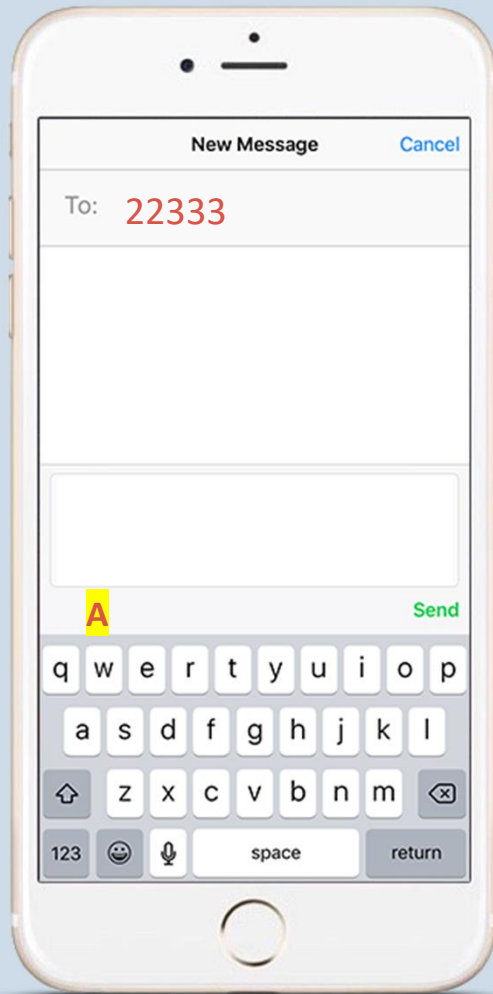 New Message Cancel
To: 22333
A
Send
q w e r t y u i o p
a s d f g h j k l
z x c v b n m
123 space return